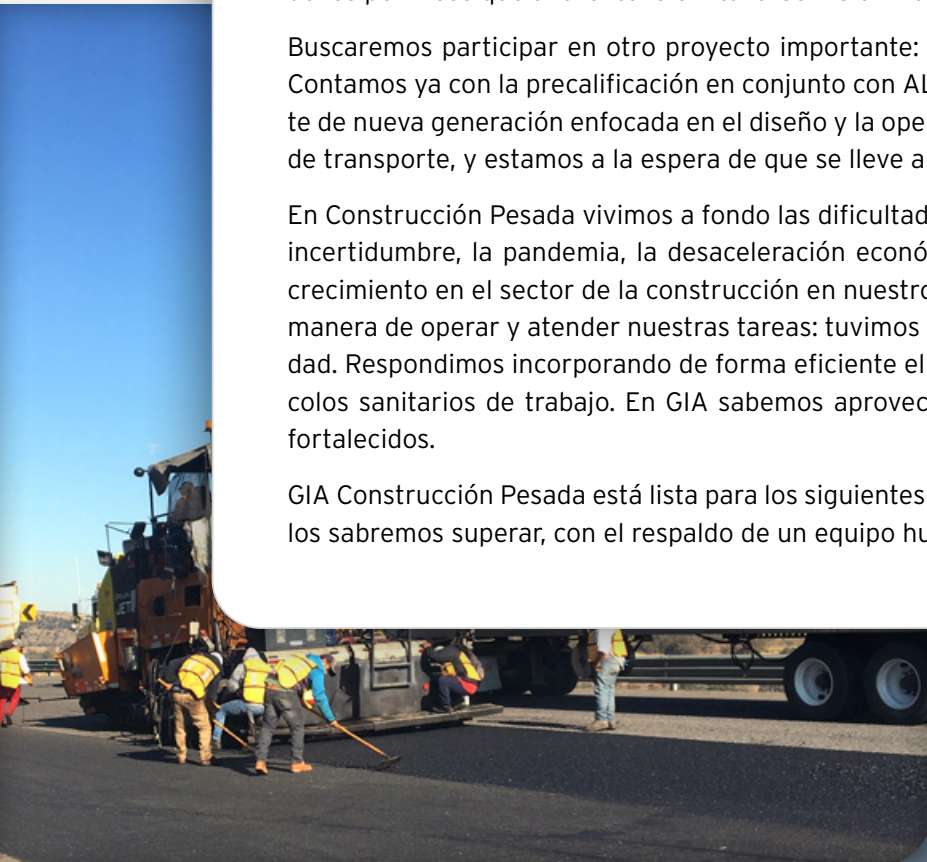 Buscaremos participar en otro proyecto importante:
Contamos ya con la precalificación en conjunto con AL
te de nueva generación enfocada en el diseño y la ope
de transporte, y estamos a la espera de que se lleve a
En Construcción Pesada vivimos a fondo las dificultad
incertidumbre, la pandemia, la desaceleración econó
crecimiento en el sector de la construcción en nuestro
manera de operar y atender nuestras tareas: tuvimos
dad. Respondimos incorporando de forma eficiente el
colos sanitarios de trabajo. En GIA sabemos aprovec
fortalecidos.
GIA Construcción Pesada está lista para los siguientes
los sabremos superar, con el respaldo de un equipo hu
JET